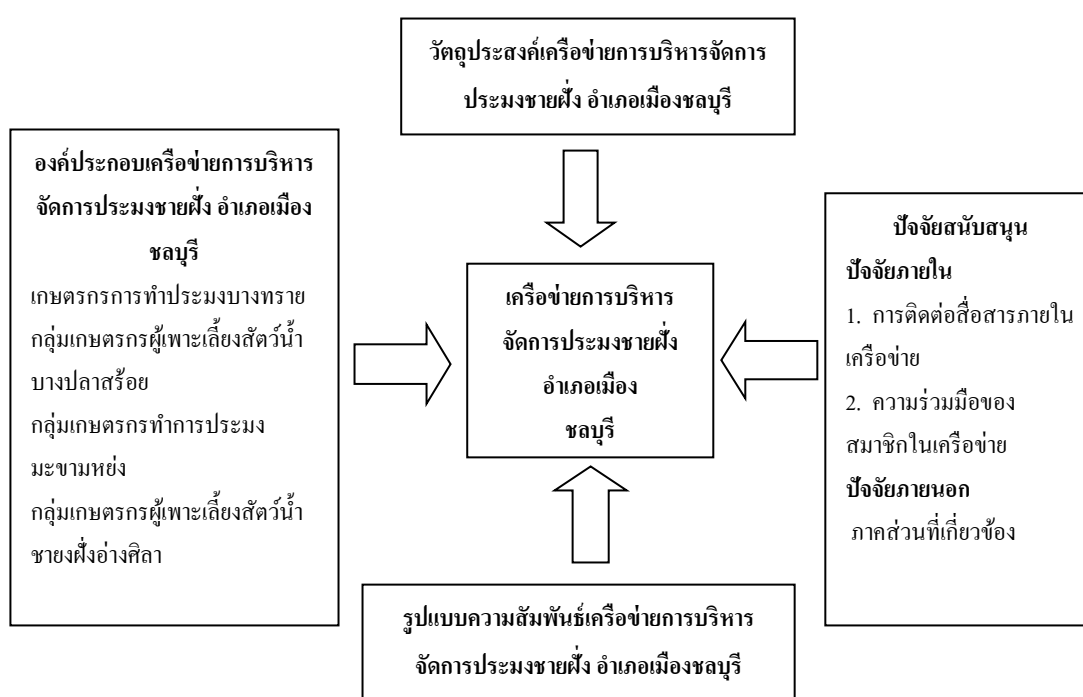 วัตถุประสงค์เครือข่ายการบริหารจัดการ
ประมงชายฝั่ง อำเภอเมืองชลบุรี
องค์ประกอบเครือข่ายการบริหาร
จัดการประมงชายฝั่ง อำเภอเมือง
ชลบุรี
เกษตรกรการทำประมงบางทราย
กลุ่มเกษตรกรผู้เพาะเลี้ยงสัตว์น้ำ
บางปลาสร้อย
กลุ่มเกษตรกรทำการประมง
มะขามหย่ง
กลุ่มเกษตรกรผู้เพาะเลี้ยงสัตว์น้ำ
ชายงฝั่งอ่างศิลา
เครือข่ายการบริหาร
จัดการประมงชายฝั่ง
อำเภอเมือง
ชลบุรี
ปัจจัยสนับสนุน
ปัจจัยภายใน
1. การติดต่อสื่อสารภายใน
เครือข่าย
2. ความร่วมมือของ
สมาชิกในเครือข่าย
ปัจจัยภายนอก
ภาคส่วนที่เกี่ยวข้อง
รูปแบบความสัมพันธ์เครือข่ายการบริหาร
จัดการประมงชายฝั่ง อำเภอเมืองชลบุรี